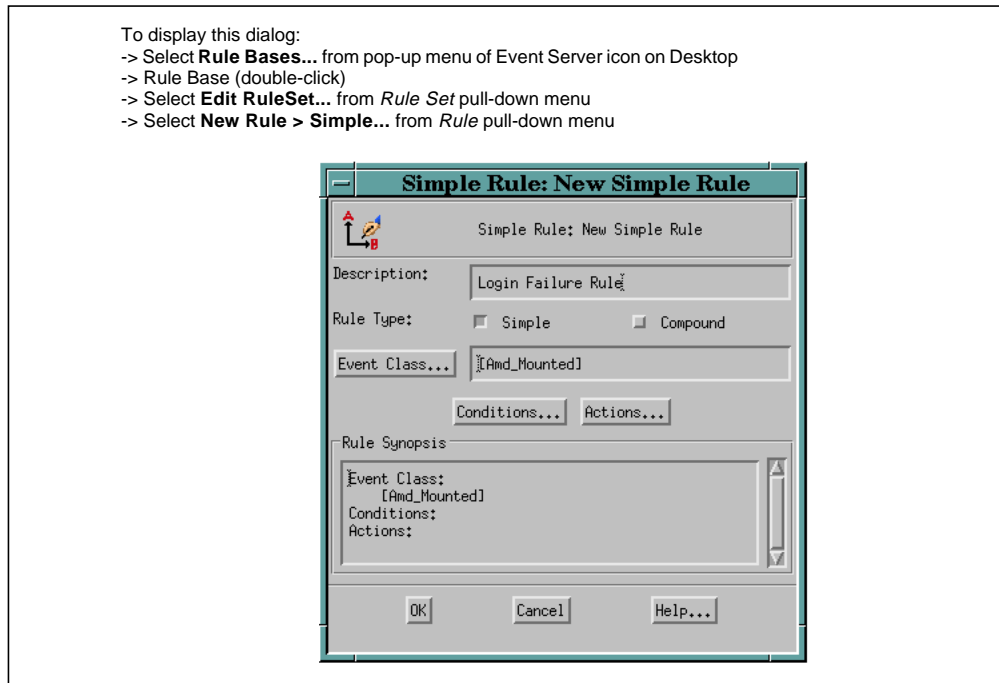 To display this dialog:
-> Select Rule Bases... from pop-up menu of Event Server icon on Desktop
-> Rule Base (double-click)
-> Select Edit RuleSet... from Rule Set pull-down menu
-> Select New Rule > Simple... from Rule pull-down menu
Simple Rule: New Simple Rule
A
B
Simple Rule: New Simple Rule
Description:
Login Failure Rule
Rule Type:
Simple
Compound
Event Class...
[Amd_Mounted]
Conditions...
Actions...
Rule Synopsis
Event Class:
[Amd_Mounted]
Conditions:
Actions:
OK
Cancel
Help...